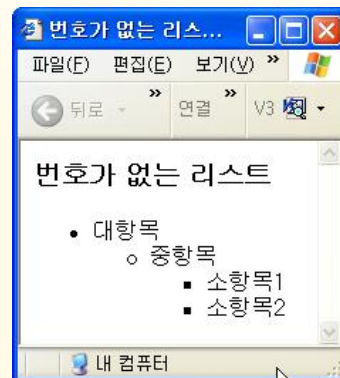 번호가 없는 리스...
파일(F) 편집(E) 보기(V) »
뒤로 » 연결 » V3
번호가 없는 리스트
• 대항목
○ 중항목
▪ 소항목1
▪ 소항목2
내 컴퓨터